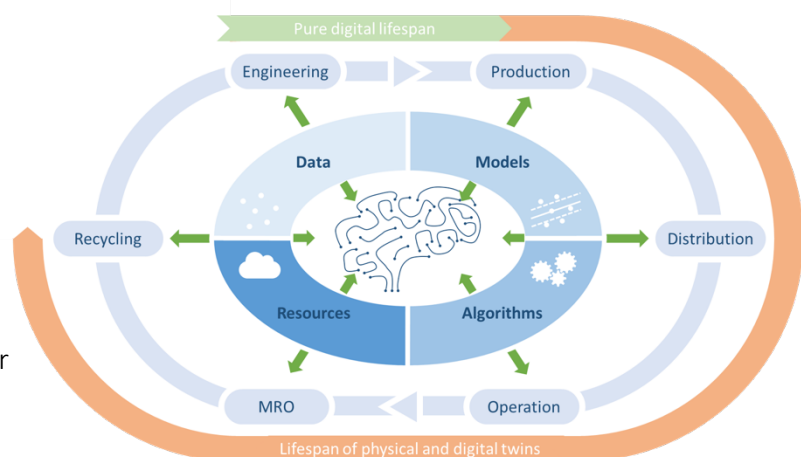 Pure digital lifespan
Engineering
Production
Data
Models
Recycling
Distribution
Resources
Algorithms
r
MRO
Operation
Lifespan of physical and digital twins